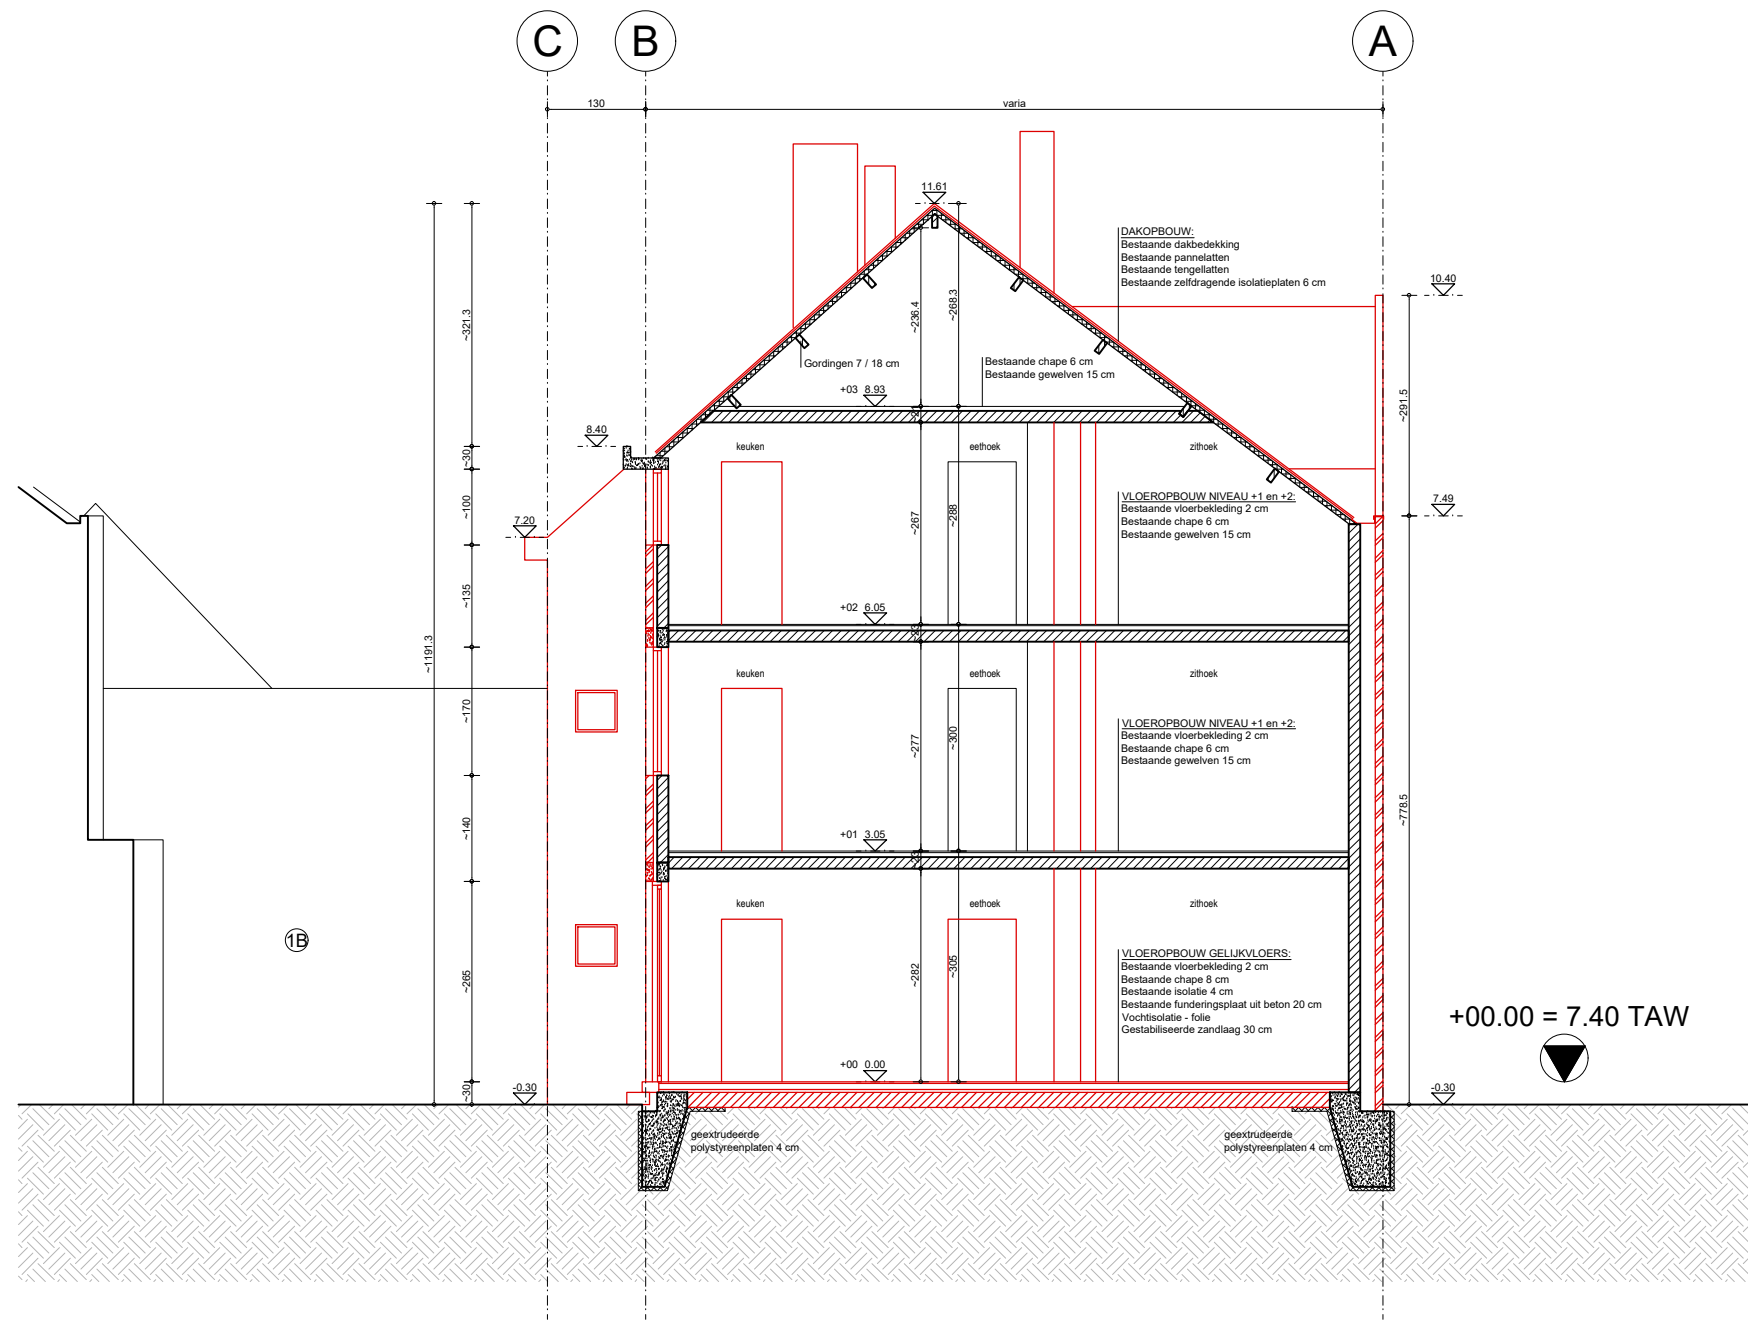 C
B
A
130
varia
11.61
DAKOPBOUW:
Bestaande dakbedekking
Bestaande pannelatten
Bestaande tengellatten
Bestaande zelfdragende isolatieplaten 6 cm
10.40
~321.3
~236.4
~268.3
Gordingen 7 / 18 cm
Bestaande chape 6 cm
Bestaande gewelven 15 cm
+03 8.93
~21
~291.5
8.40
~30
keuken
eethoek
zithoek
~100
7.20
~267
~288
VLOEROPBOUW NIVEAU +1 en +2:
Bestaande vloerbekleding 2 cm
Bestaande chape 6 cm
Bestaande gewelven 15 cm
7.49
~135
+02 6.05
~23
~1191.3
keuken
eethoek
zithoek
~170
~277
~300
VLOEROPBOUW NIVEAU +1 en +2:
Bestaande vloerbekleding 2 cm
Bestaande chape 6 cm
Bestaande gewelven 15 cm
~778.5
~140
+01 3.05
~23
keuken
eethoek
zithoek
1B
~265
~282
~305
VLOEROPBOUW GELIJKVLOERS:
Bestaande vloerbekleding 2 cm
Bestaande chape 8 cm
Bestaande isolatie 4 cm
Bestaande funderingsplaat uit beton 20 cm
Vochtisolatie - folie
Gestabiliseerde zandlaag 30 cm
+00.00 = 7.40 TAW
+00 0.00
~30
-0.30
-0.30
geextrudeerde
polystyreenplaten 4 cm
geextrudeerde
polystyreenplaten 4 cm